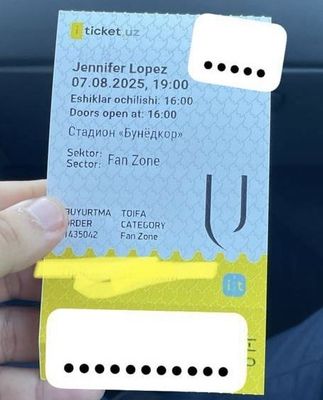 iticket.uz
Jennifer Lopez
07.08.2025, 19:00
Eshiklar ochilishi: 16:00
Doors open at: 16:00
Стадион «Бунёдкор»
Sektor:
Sector: Fan Zone
BUYURTMA TOIFA
ORDER CATEGORY
1435042 Fan Zone
it